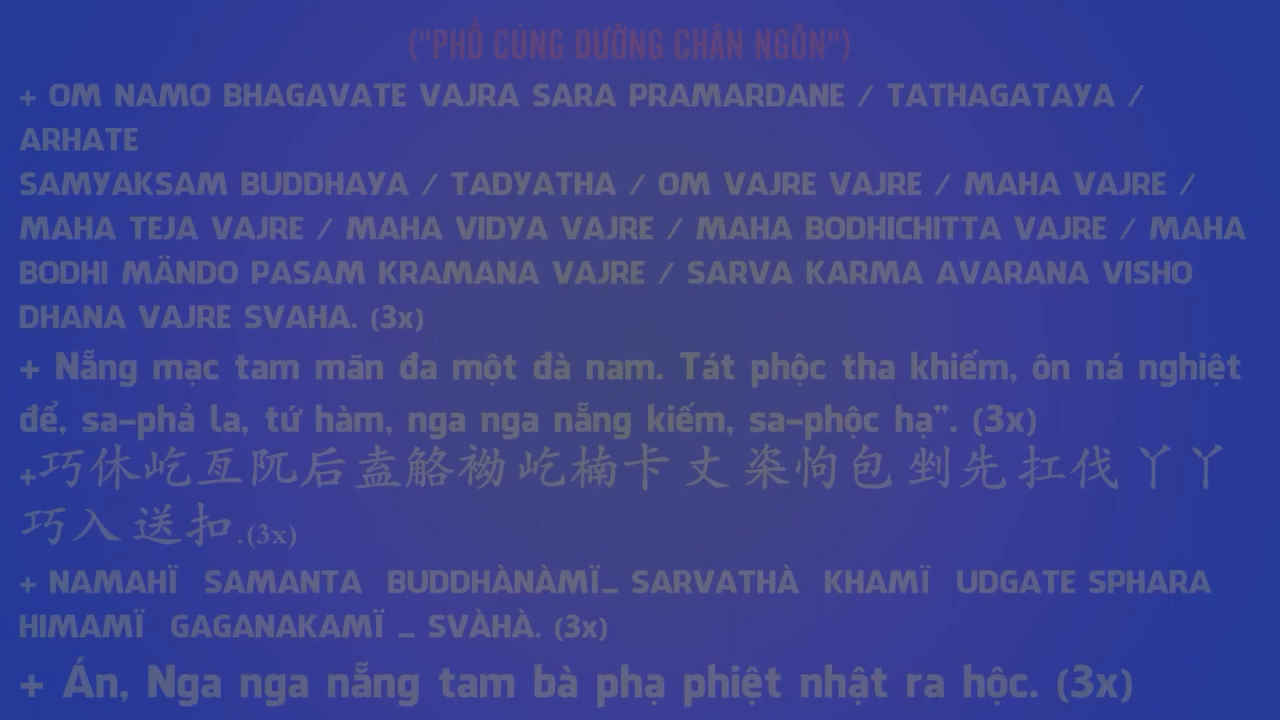 ("PHỔ CÚNG DƯỜNG CHÂN NGÔN")
+ OM NAMO BHAGAVATE VAJRA SARA PRAMARDANE / TATHAGATAYA /
ARHATE
SAMYAKSAM BUDDHAYA / TADYATHA / OM VAJRE VAJRE / MAHA VAJRE /
MAHA TEJA VAJRE / MAHA VIDYA VAJRE / MAHA BODHICHITTA VAJRE / MAHA
BODHI MÄNDO PASAM KRAMANA VAJRE / SARVA KARMA AVARANA VISHO
DHANA VAJRE SVAHA. (3x)
+ Nẵng mạc tam mãn đa một đà nam. Tát phộc tha khiếm, ôn ná nghiệt
để, sa-phả la, tứ hàm, nga nga nẵng kiếm, sa-phộc hạ". (3x)
+巧休屹亙阢后盍觡袎屹楠卡丈 枀怐包 剉先 扛伐 丫丫
巧入 送扣.(3x)
+ NAMAHÏ SAMANTA BUDDHÀNÀMÏ_ SARVATHÀ KHAMÏ UDGATE SPHARA
HIMAMÏ GAGANAKAMÏ _ SVÀHÀ. (3x)
+ Án, Nga nga nẵng tam bà phạ phiệt nhật ra hộc. (3x)